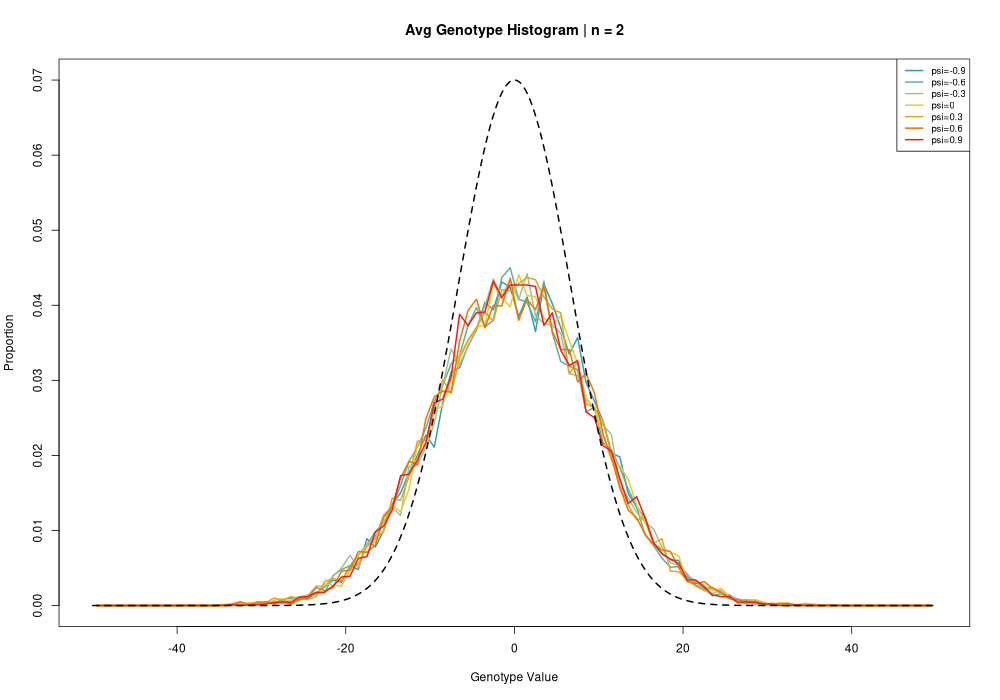 Avg Genotype Histogram | n = 2
psi=-0.9
psi=-0.6
psi=-0.3
psi=0
psi=0.3
psi=0.6
psi=0.9
0.07
0.06
0.05
0.04
0.03
0.02
0.01
0.00
Proportion
-40
-20
0
20
40
Genotype Value